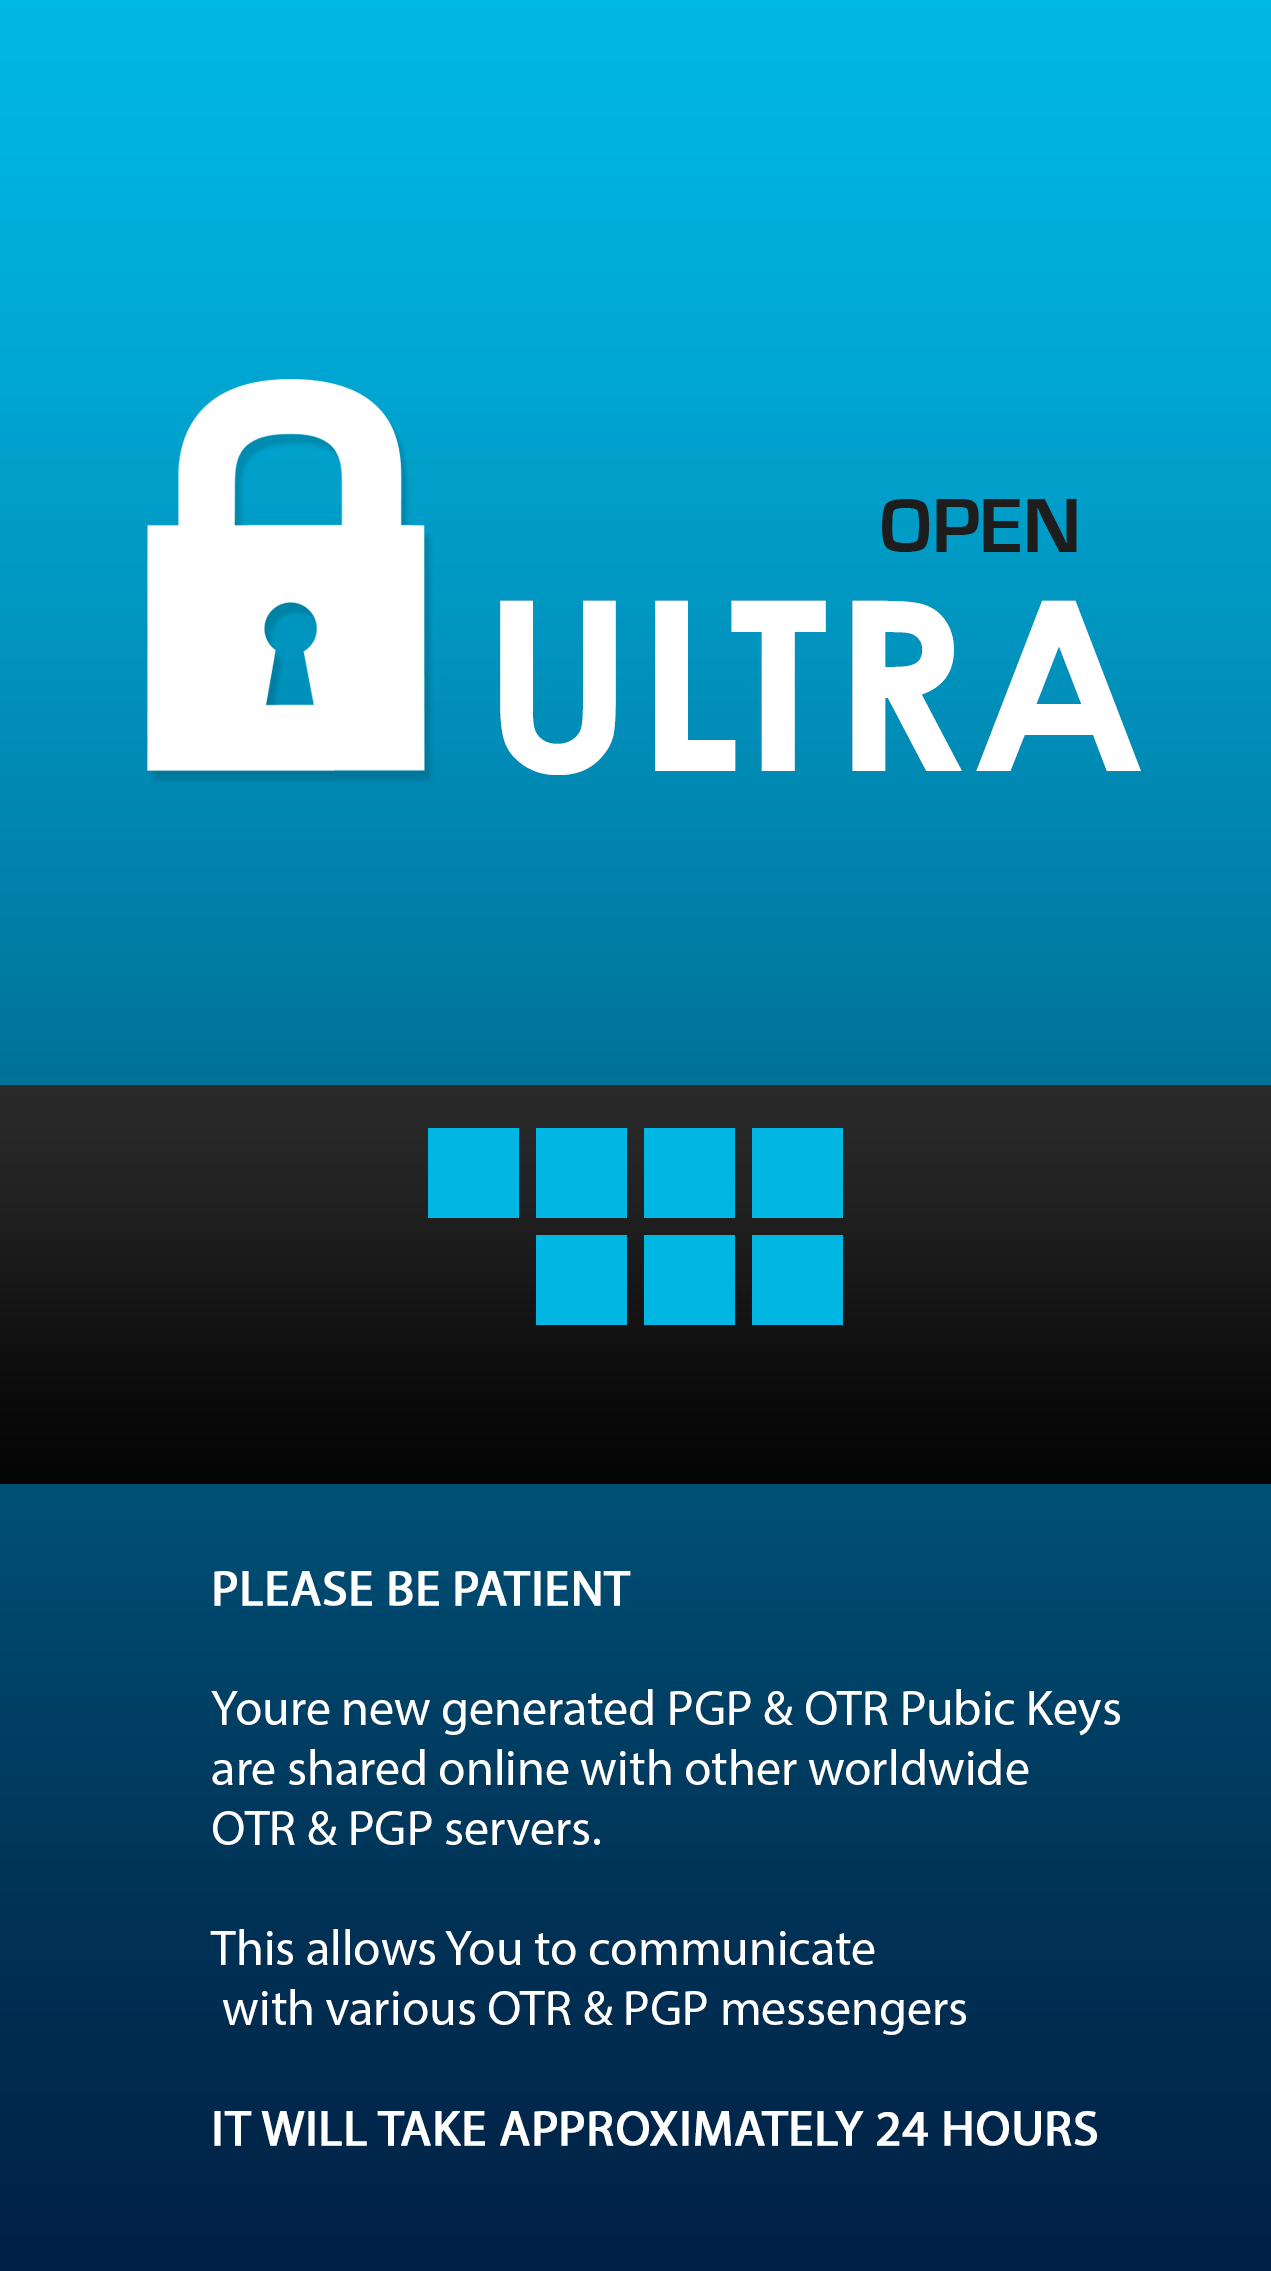 OPEN
ULTRA
PLEASE BE PATIENT
Youre new generated PGP & OTR Pubic Keys
are shared online with other worldwide
OTR & PGP servers.
This allows You to communicate
with various OTR & PGP messengers
IT WILL TAKE APPROXIMATELY 24 HOURS